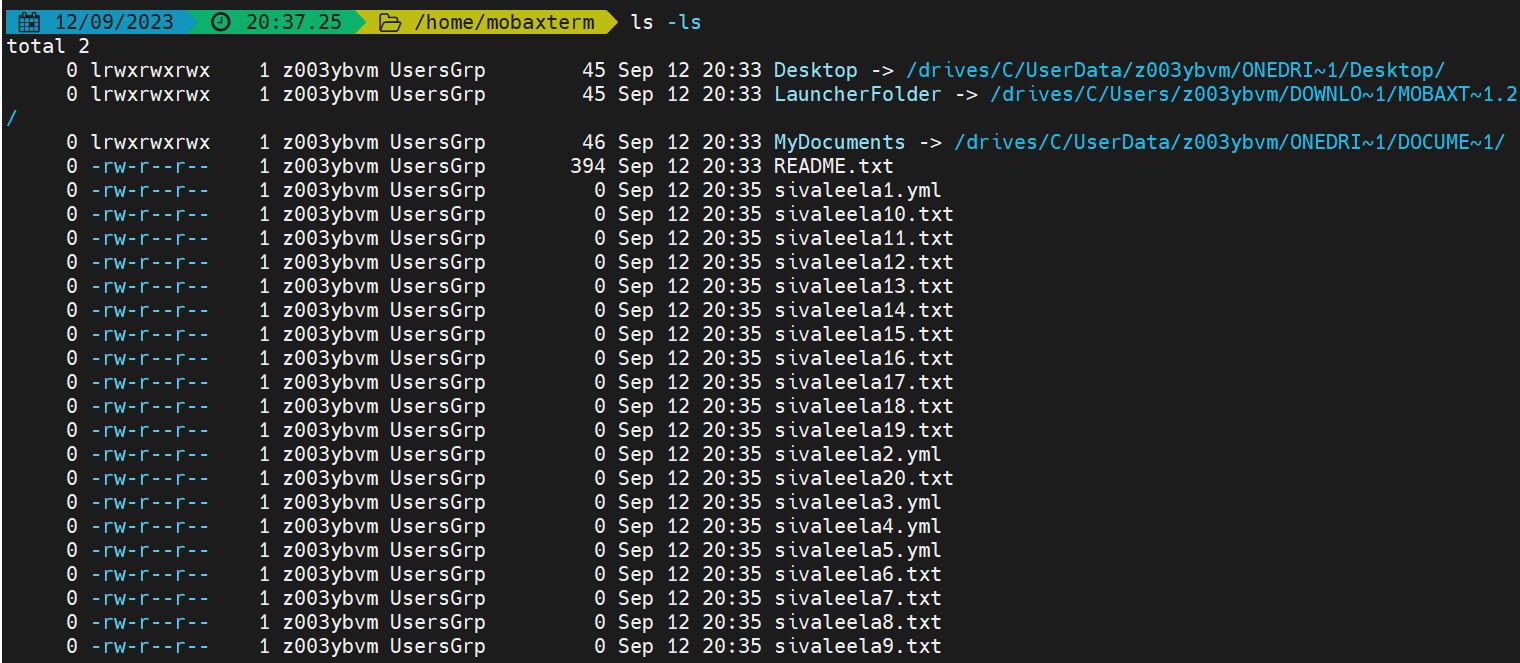 12/09/2023 20:37.25 /home/mobaxterm ls -ls
total 2
0 lrwxrwxrwx 1 z003ybvm UsersGrp 45 Sep 12 20:33 Desktop -> /drives/C/UserData/z003ybvm/ONEDRI~1/Desktop/
0 lrwxrwxrwx 1 z003ybvm UsersGrp 45 Sep 12 20:33 LauncherFolder -> /drives/C/Users/z003ybvm/DOWNLO~1/MOBAXT~1.2
/
0 lrwxrwxrwx 1 z003ybvm UsersGrp 46 Sep 12 20:33 MyDocuments -> /drives/C/UserData/z003ybvm/ONEDRI~1/DOCUME~1/
0 -rw-r--r-- 1 z003ybvm UsersGrp 394 Sep 12 20:33 README.txt
0 -rw-r--r-- 1 z003ybvm UsersGrp 0 Sep 12 20:35 sivaleela1.yml
0 -rw-r--r-- 1 z003ybvm UsersGrp 0 Sep 12 20:35 sivaleela10.txt
0 -rw-r--r-- 1 z003ybvm UsersGrp 0 Sep 12 20:35 sivaleela11.txt
0 -rw-r--r-- 1 z003ybvm UsersGrp 0 Sep 12 20:35 sivaleela12.txt
0 -rw-r--r-- 1 z003ybvm UsersGrp 0 Sep 12 20:35 sivaleela13.txt
0 -rw-r--r-- 1 z003ybvm UsersGrp 0 Sep 12 20:35 sivaleela14.txt
0 -rw-r--r-- 1 z003ybvm UsersGrp 0 Sep 12 20:35 sivaleela15.txt
0 -rw-r--r-- 1 z003ybvm UsersGrp 0 Sep 12 20:35 sivaleela16.txt
0 -rw-r--r-- 1 z003ybvm UsersGrp 0 Sep 12 20:35 sivaleela17.txt
0 -rw-r--r-- 1 z003ybvm UsersGrp 0 Sep 12 20:35 sivaleela18.txt
0 -rw-r--r-- 1 z003ybvm UsersGrp 0 Sep 12 20:35 sivaleela19.txt
0 -rw-r--r-- 1 z003ybvm UsersGrp 0 Sep 12 20:35 sivaleela2.yml
0 -rw-r--r-- 1 z003ybvm UsersGrp 0 Sep 12 20:35 sivaleela20.txt
0 -rw-r--r-- 1 z003ybvm UsersGrp 0 Sep 12 20:35 sivaleela3.yml
0 -rw-r--r-- 1 z003ybvm UsersGrp 0 Sep 12 20:35 sivaleela4.yml
0 -rw-r--r-- 1 z003ybvm UsersGrp 0 Sep 12 20:35 sivaleela5.yml
0 -rw-r--r-- 1 z003ybvm UsersGrp 0 Sep 12 20:35 sivaleela6.txt
0 -rw-r--r-- 1 z003ybvm UsersGrp 0 Sep 12 20:35 sivaleela7.txt
0 -rw-r--r-- 1 z003ybvm UsersGrp 0 Sep 12 20:35 sivaleela8.txt
0 -rw-r--r-- 1 z003ybvm UsersGrp 0 Sep 12 20:35 sivaleela9.txt